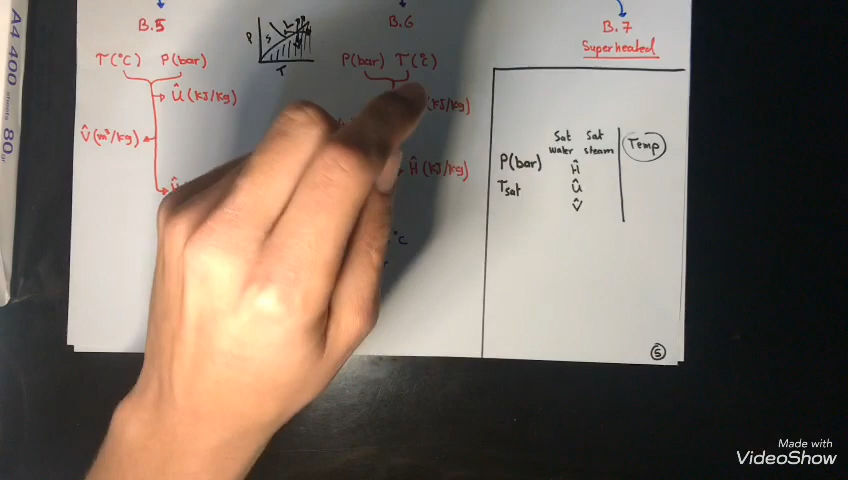 B.5
T(°C) P(bar)
Û (KJ/Kg)
V̂(m³/Kg)
Ĥ
P
S
L
T
B.6
P(bar) T(°C)
(KJ/Kg)
Ĥ (KJ/Kg)
°C
B.7
Superheated
Sat Sat
water steam
Temp
P(bar) Ĥ
Tsat Û
V̂
5
A4 400
80
Made with
VideoShow